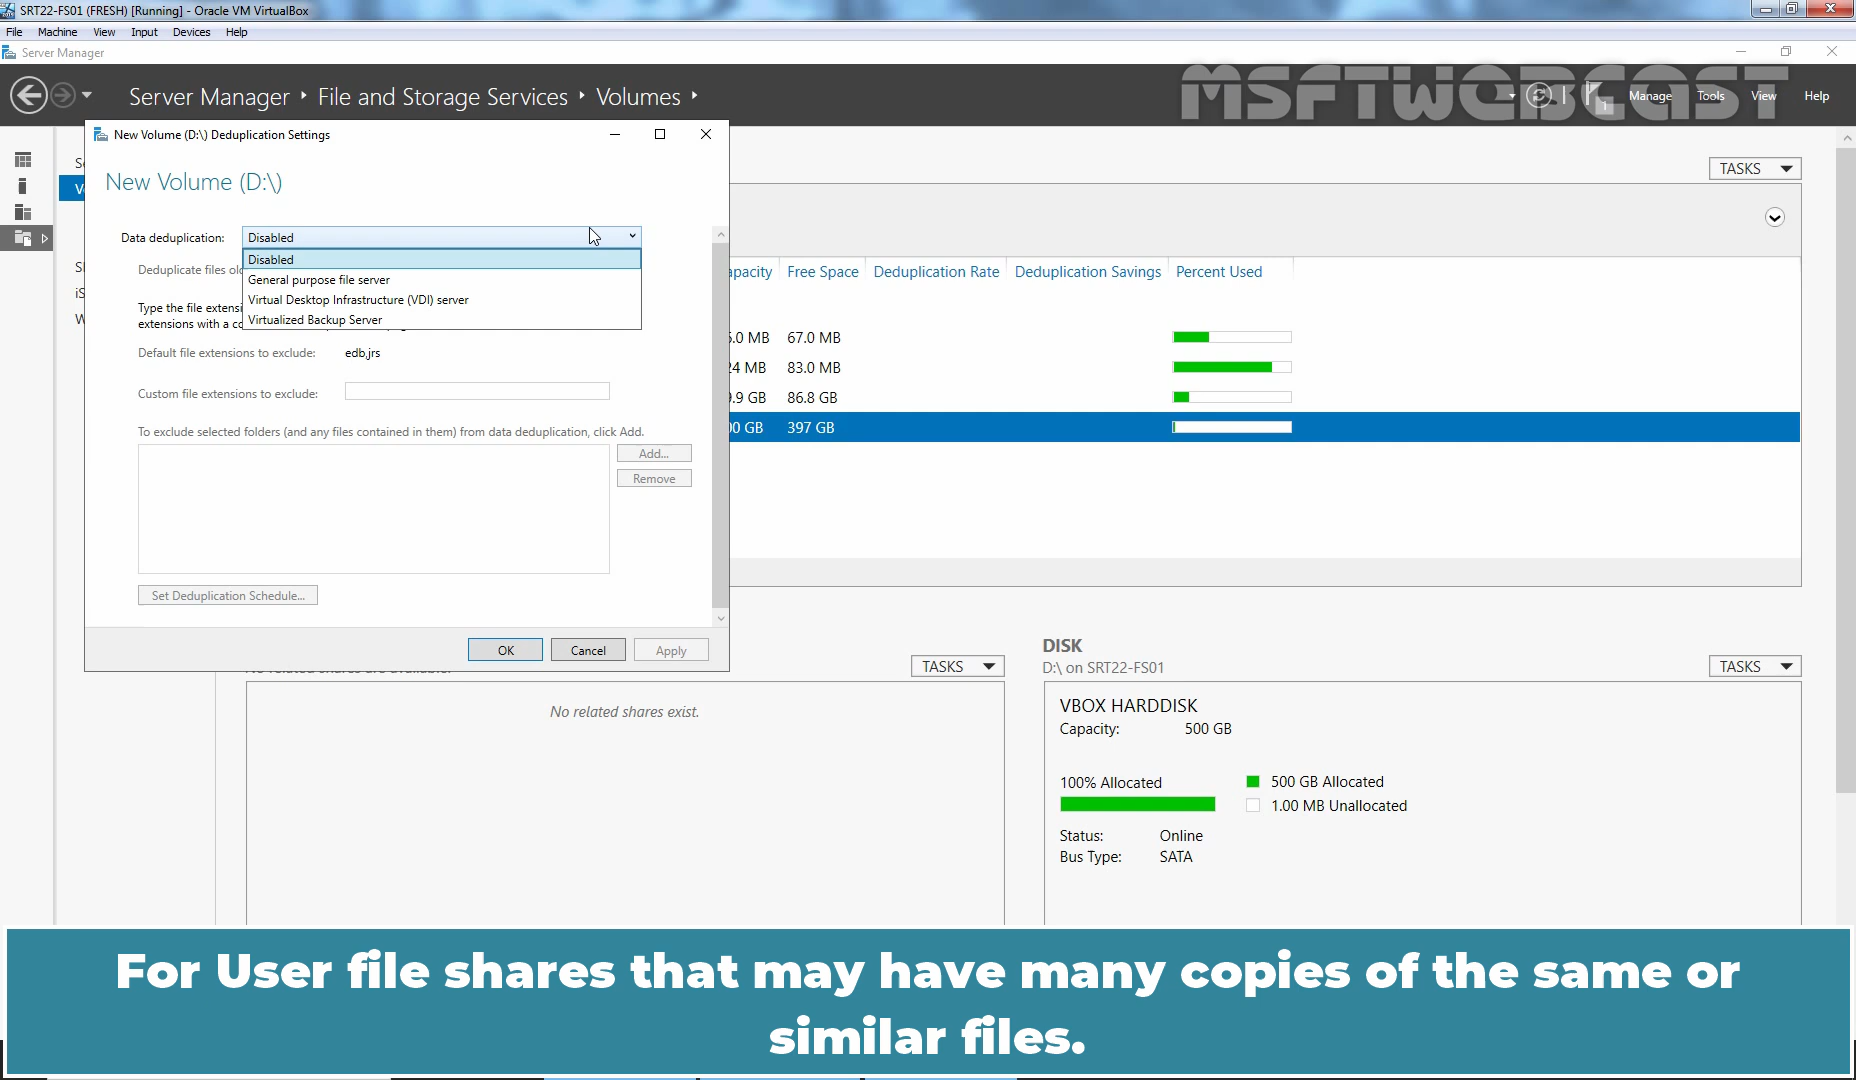 SRT22-FS01 (FRESH) [Running] - Oracle VM VirtualBox
File Machine View Input Devices Help
Server Manager
Server Manager ‣ File and Storage Services ‣ Volumes ‣
MSFTWEBCAST
Manage Tools View Help
New Volume (D:\) Deduplication Settings
New Volume (D:\)
TASKS
Data deduplication: Disabled
Disabled
General purpose file server
Virtual Desktop Infrastructure (VDI) server
Virtualized Backup Server
Deduplicate files
Type the file
extensions with a
Default file extensions to exclude: edb,jrs
Custom file extensions to exclude:
To exclude selected folders (and any files contained in them) from data deduplication, click Add.
Add...
Remove
Set Deduplication Schedule...
OK Cancel Apply
Free Space Deduplication Rate Deduplication Savings Percent Used
MB 67.0 MB
MB 83.0 MB
GB 86.8 GB
GB 397 GB
TASKS
No related shares exist.
DISK
D:\ on SRT22-FS01
TASKS
VBOX HARDDISK
Capacity: 500 GB
100% Allocated
500 GB Allocated
1.00 MB Unallocated
Status: Online
Bus Type: SATA
For User file shares that may have many copies of the same or
similar files.